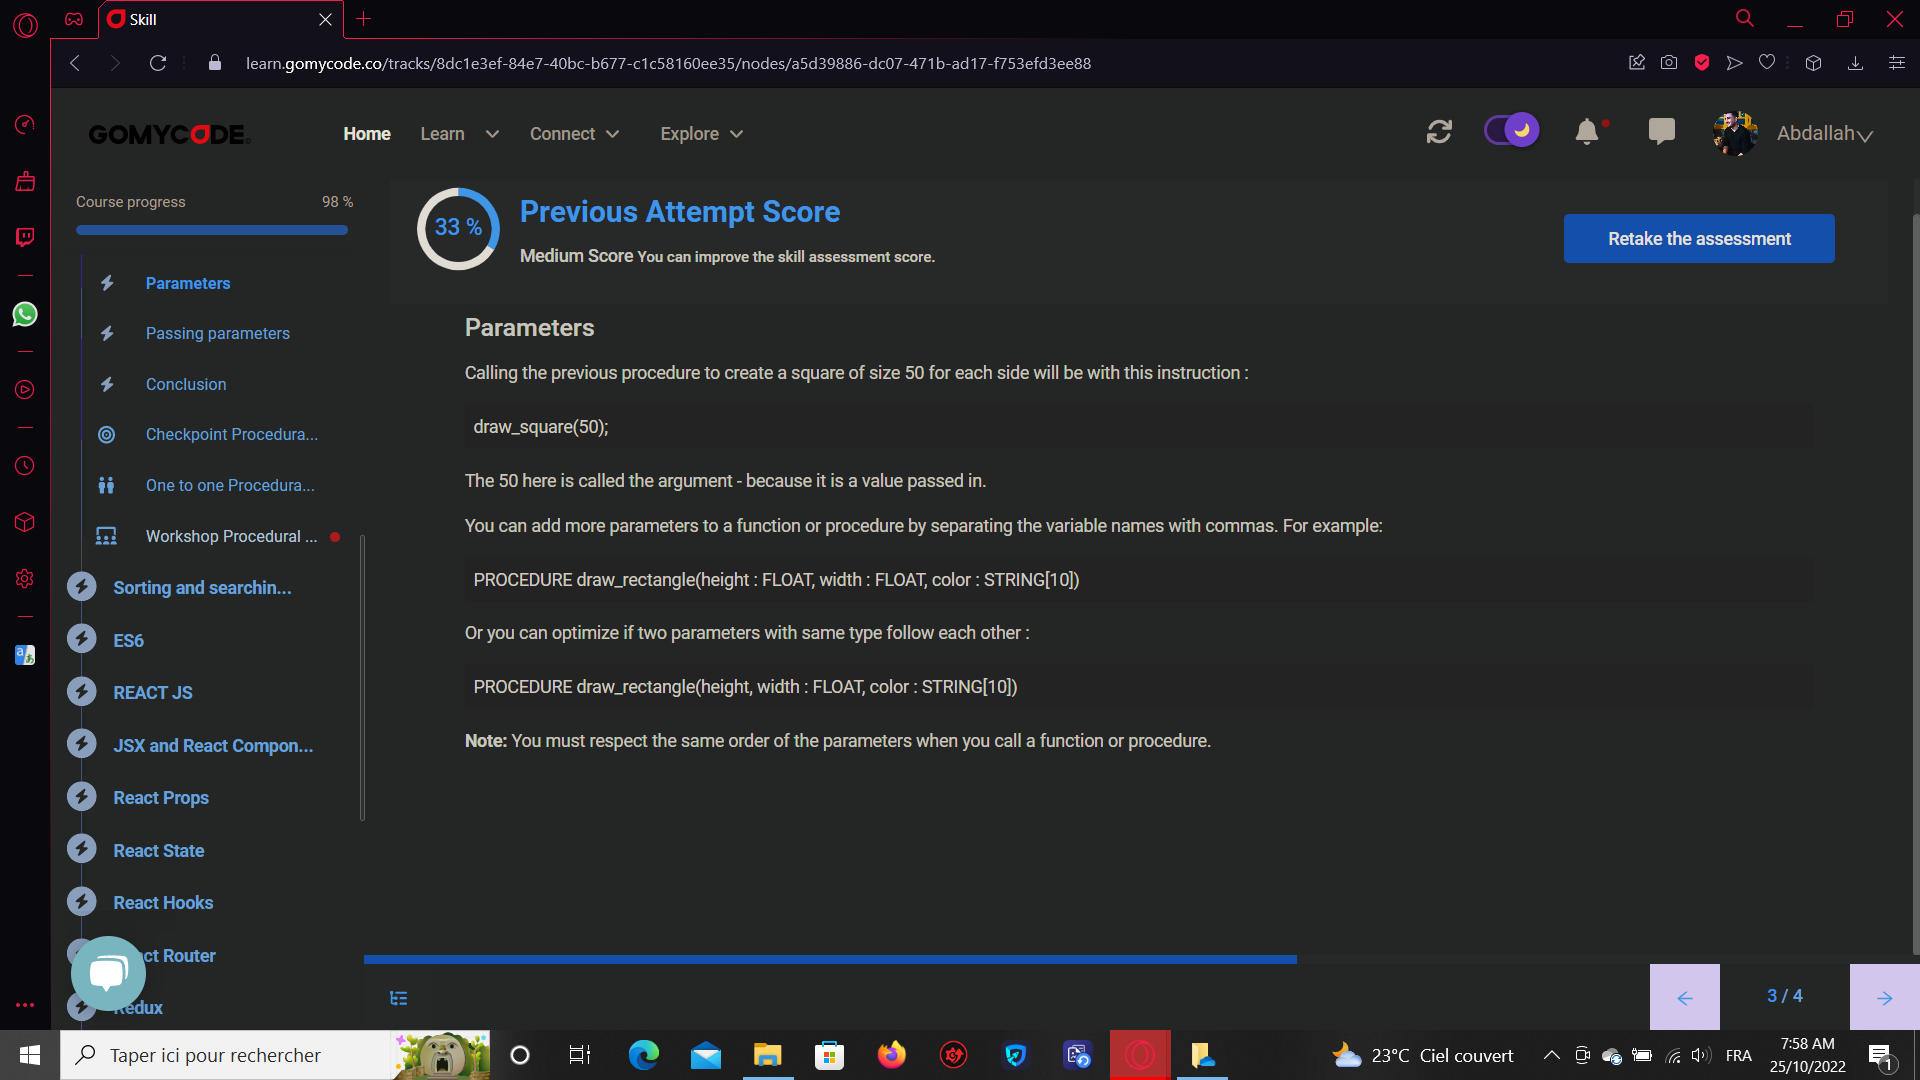 Skill
learn.gomycode.co/tracks/8dc1e3ef-84e7-40bc-b677-c1c58160ee35/nodes/a5d39886-dc07-471b-ad17-f753efd3ee88
GOMYCODE
Home Learn Connect Explore
Abdallah
Course progress 98 %
Parameters
Passing parameters
Conclusion
Checkpoint Procedura...
One to one Procedura...
Workshop Procedural ...
Sorting and searchin...
ES6
REACT JS
JSX and React Compon...
React Props
React State
React Hooks
ct Router
Redux
33 %
Previous Attempt Score
Medium Score You can improve the skill assessment score.
Retake the assessment
Parameters
Calling the previous procedure to create a square of size 50 for each side will be with this instruction :
draw_square(50);
The 50 here is called the argument - because it is a value passed in.
You can add more parameters to a function or procedure by separating the variable names with commas. For example:
PROCEDURE draw_rectangle(height : FLOAT, width : FLOAT, color : STRING[10])
Or you can optimize if two parameters with same type follow each other :
PROCEDURE draw_rectangle(height, width : FLOAT, color : STRING[10])
Note: You must respect the same order of the parameters when you call a function or procedure.
3 / 4
Taper ici pour rechercher
23°C Ciel couvert
FRA
7:58 AM
25/10/2022
1